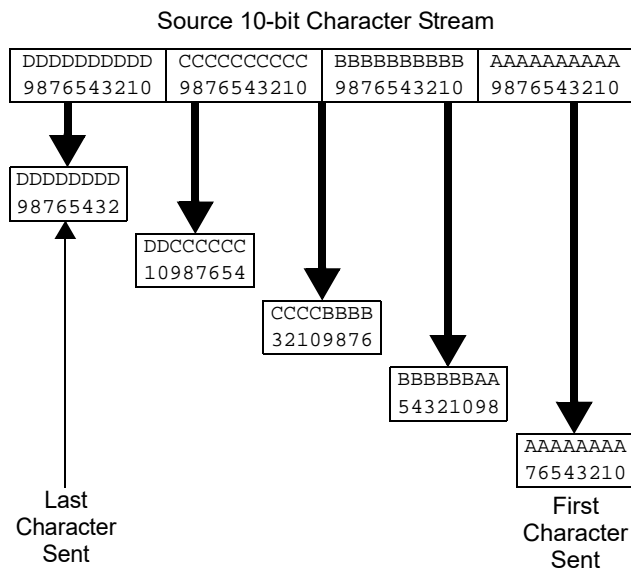 Source 10-bit Character Stream
DDDDDDDDDD CCCCCCCCCC BBBBBBBBBB AAAAAAAAAA
9876543210 9876543210 9876543210 9876543210
DDDDDDDD
98765432
DDCCCCCC
10987654
CCCCBBBB
32109876
BBBBBBAA
54321098
AAAAAAAA
76543210
Last
Character
Sent
First
Character
Sent